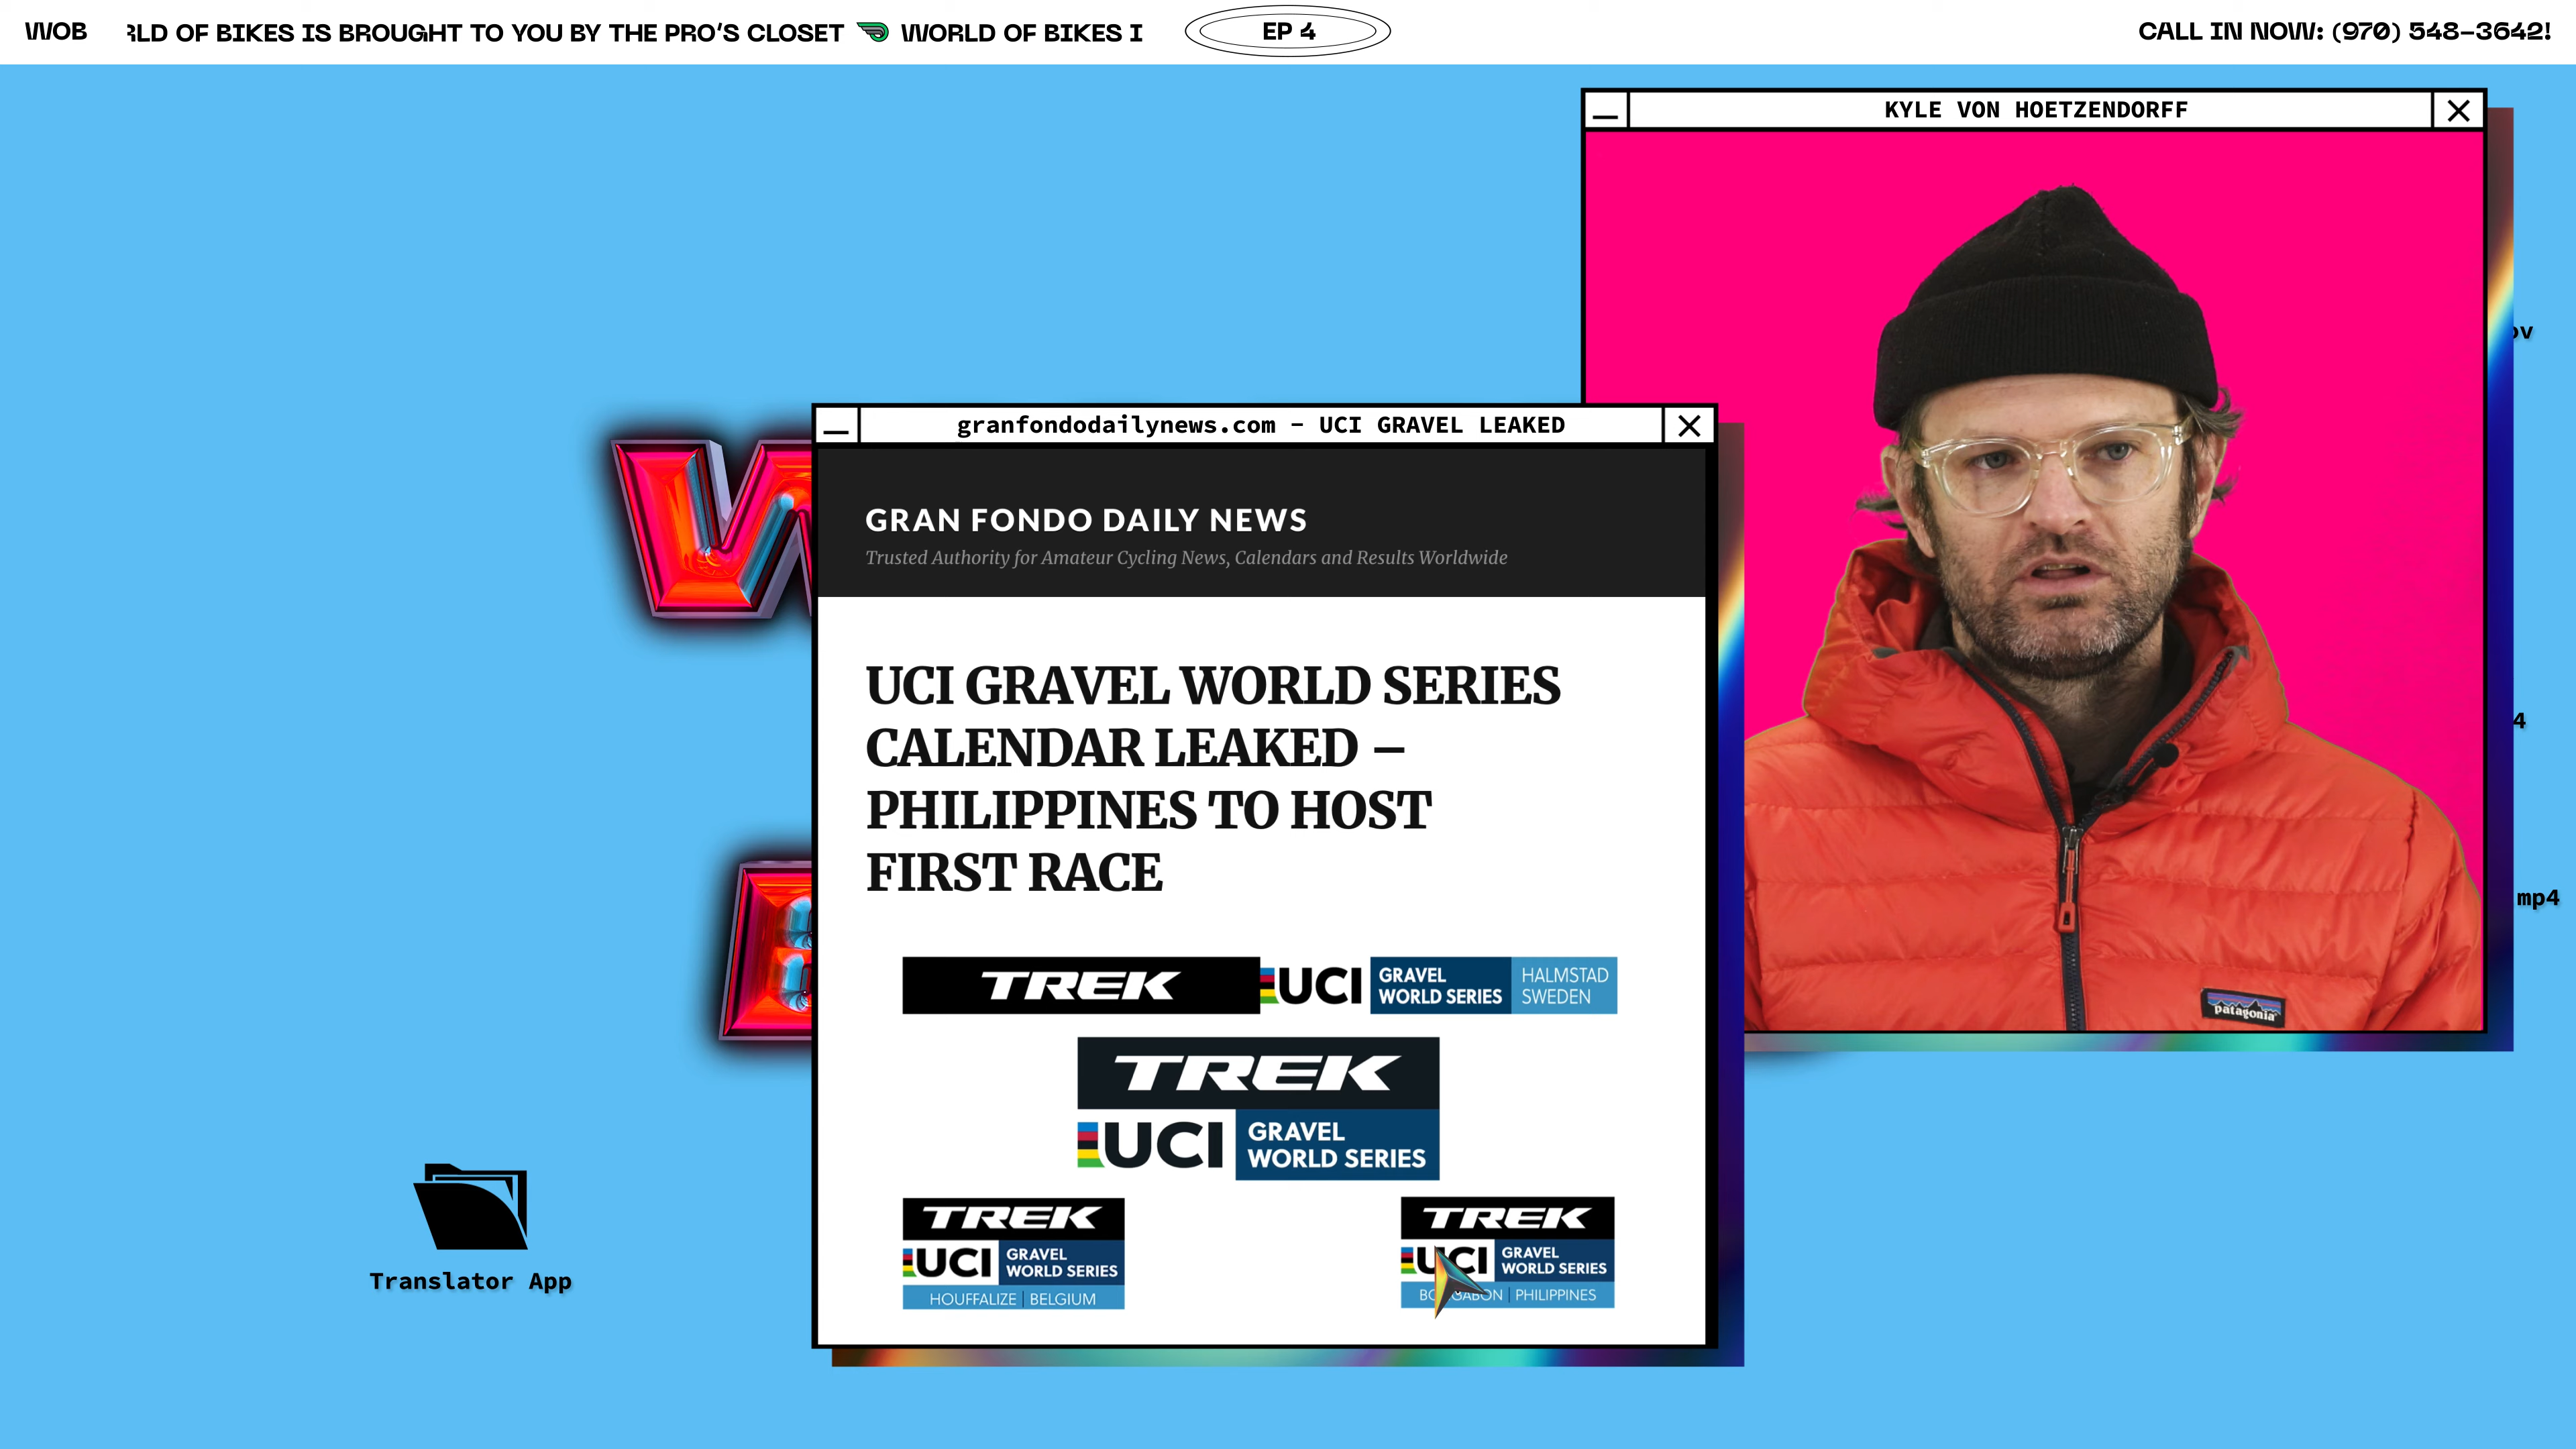 WOB
RLD OF BIKES IS BROUGHT TO YOU BY THE PRO'S CLOSET WORLD OF BIKES I
EP 4
CALL IN NOW: (970) 548-3642!
KYLE VON HOETZENDORFF
granfondodailynews.com - UCI GRAVEL LEAKED
GRAN FONDO DAILY NEWS
Trusted Authority for Amateur Cycling News, Calendars and Results Worldwide
UCI GRAVEL WORLD SERIES
CALENDAR LEAKED –
PHILIPPINES TO HOST
FIRST RACE
TREK UCI GRAVEL WORLD SERIES HALMSTAD SWEDEN
TREK
UCI GRAVEL WORLD SERIES
TREK
UCI GRAVEL WORLD SERIES
HOUFFALIZE | BELGIUM
TREK
UCI GRAVEL WORLD SERIES
PHILIPPINES
patagonia
W
B
Translator App
ov
4
mp4